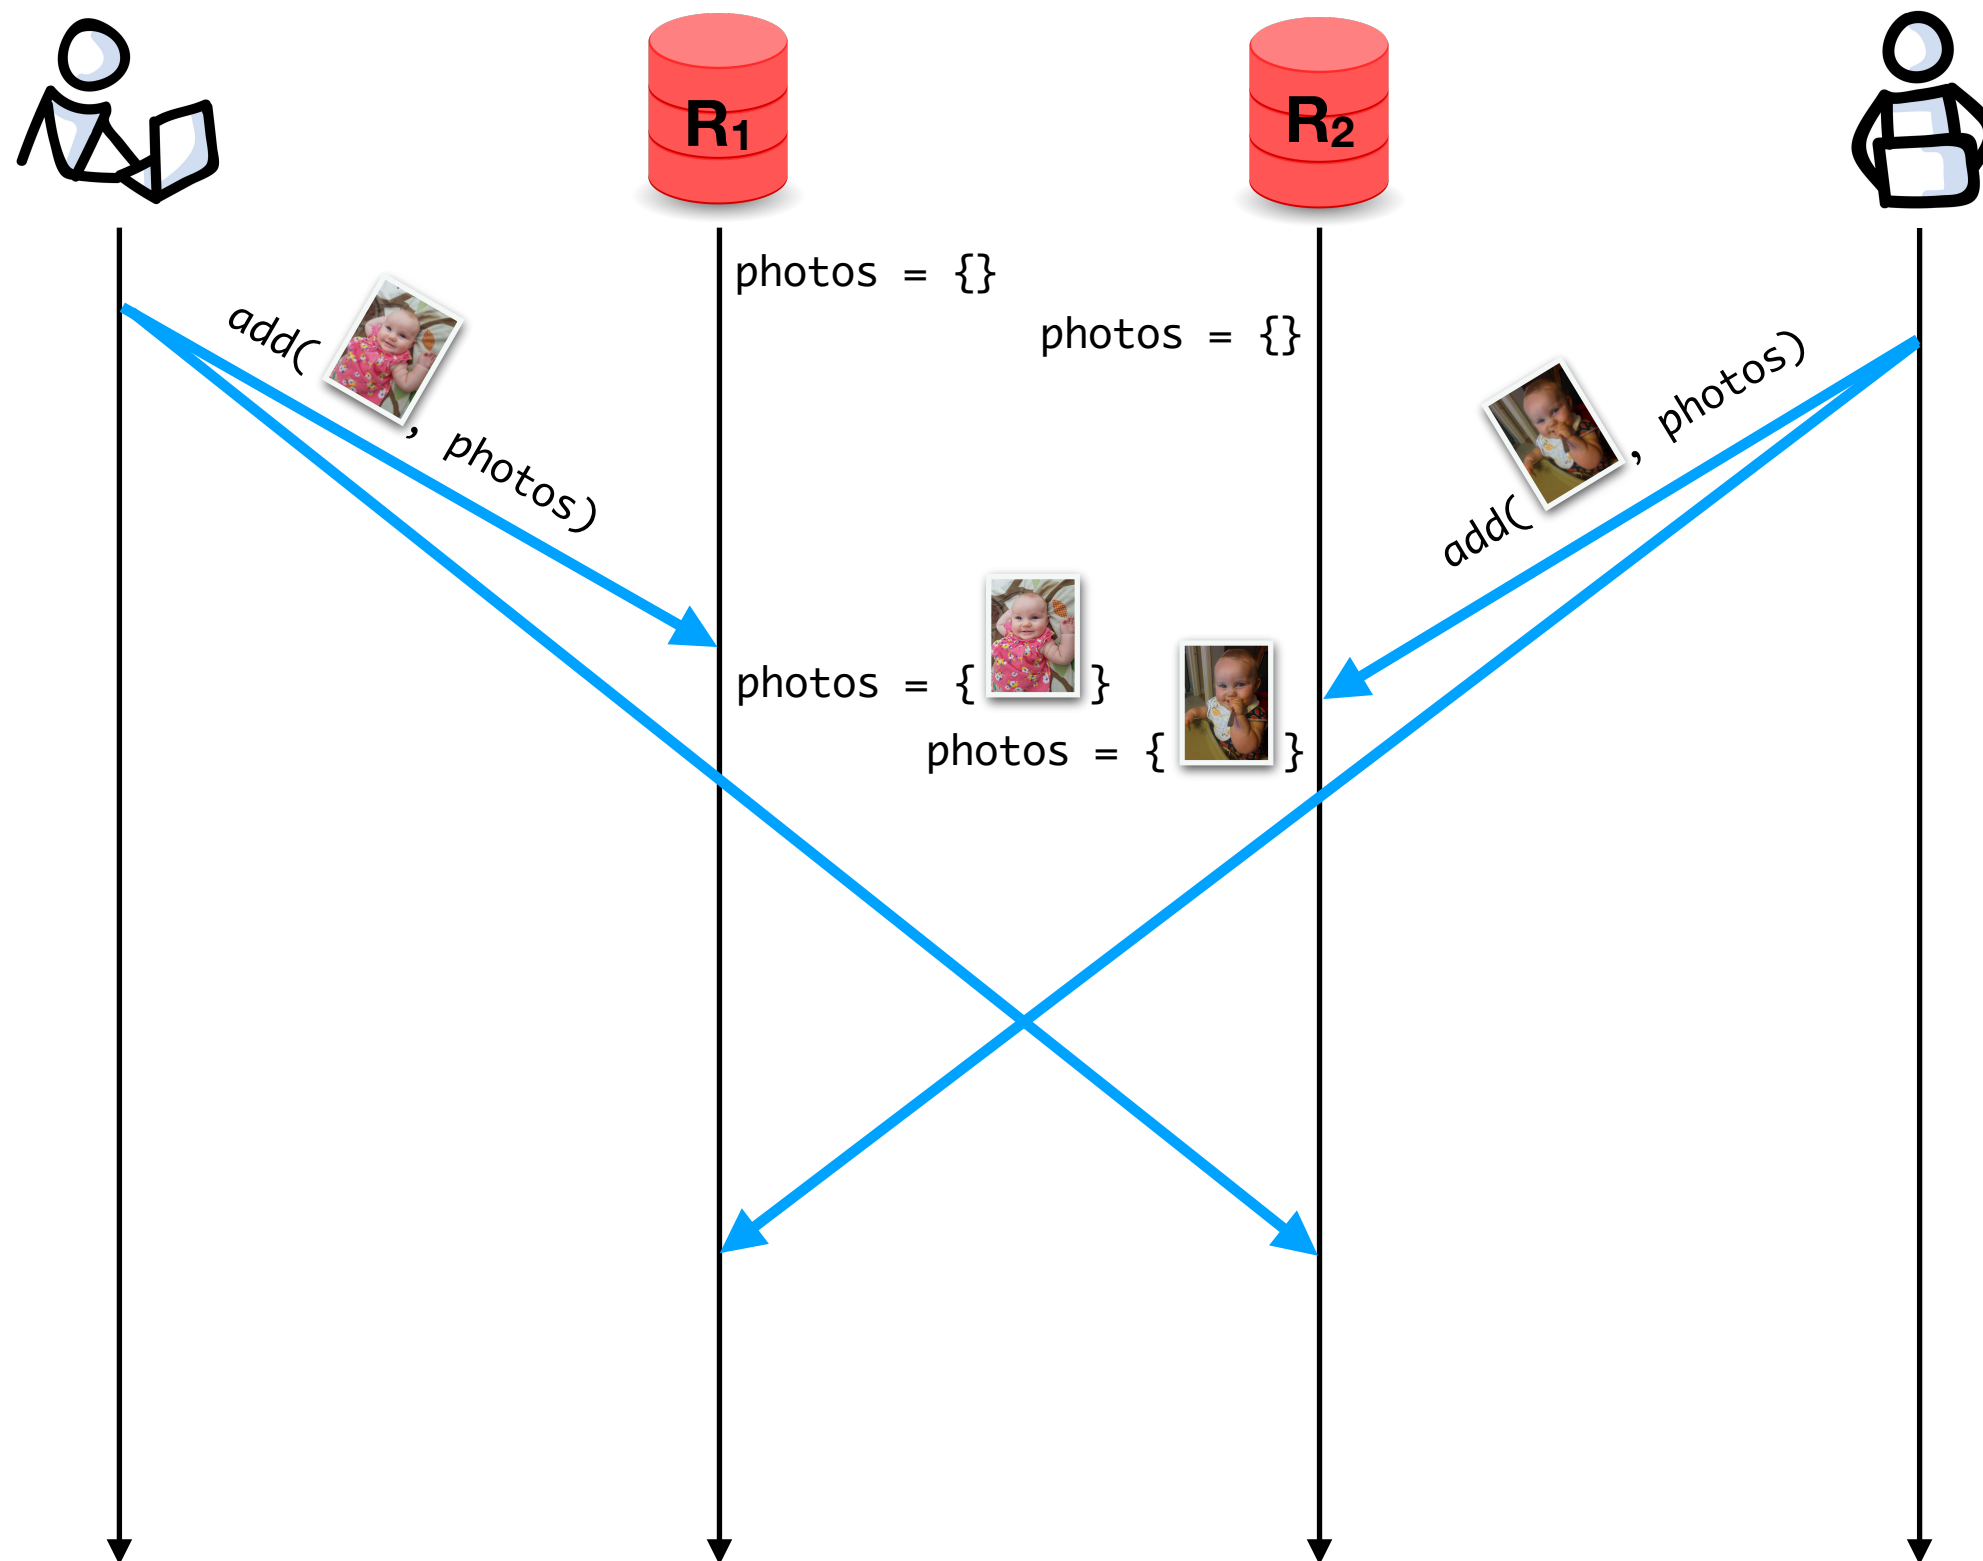 R1
R2
photos = {}
photos = {}
add( , photos)
add( , photos)
photos = { }
photos = { }